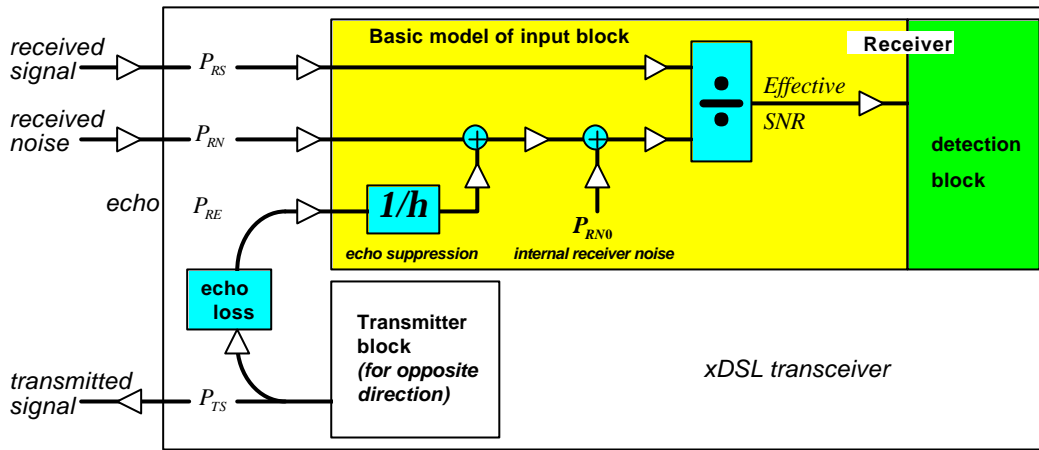 received
signal
P_RS
Basic model of input block
Receiver
÷
Effective
SNR
received
noise
P_RN
+
+
detection
block
echo
P_RE
1/h
echo suppression
P_RN0
internal receiver noise
echo
loss
Transmitter
block
(for opposite
direction)
xDSL transceiver
transmitted
signal
P_TS